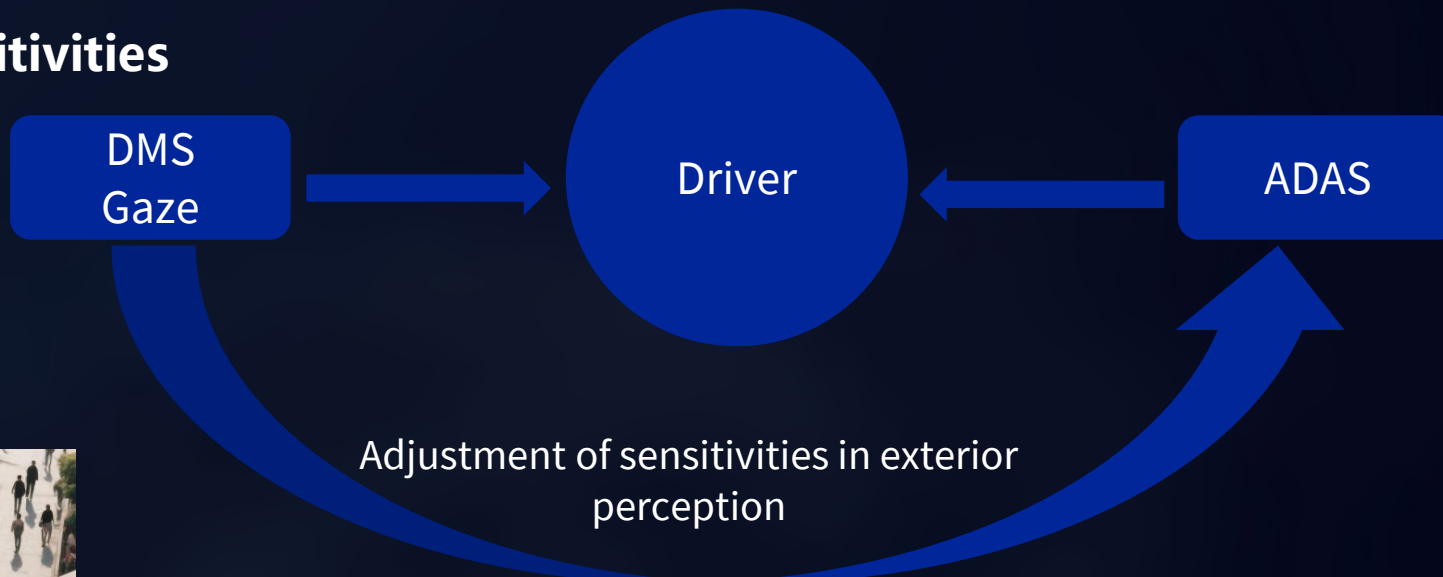 itivities
DMS
Gaze
Driver
ADAS
Adjustment of sensitivities in exterior
perception